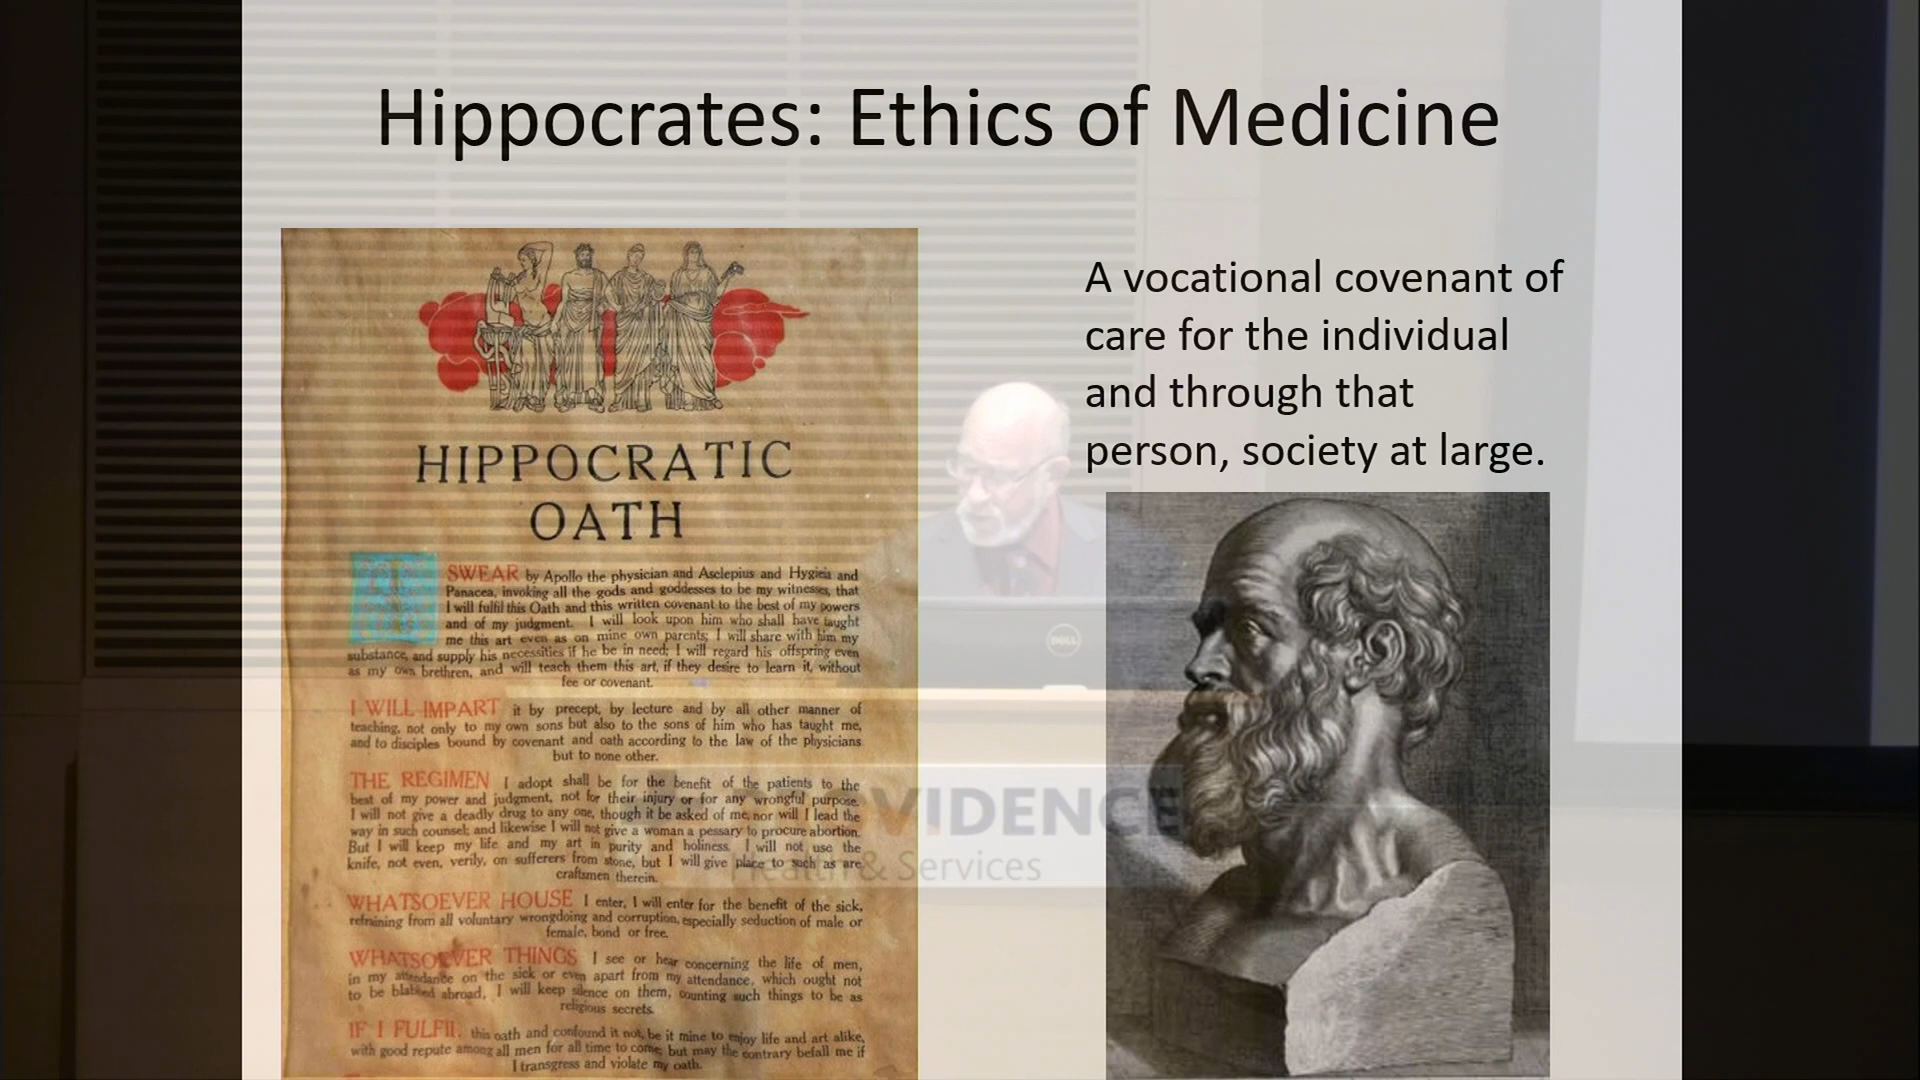 Hippocrates: Ethics of Medicine
A vocational covenant of
care for the individual
and through that
person, society at large.
HIPPOCRATIC
OATH
I SWEAR by Apollo the physician and Asclepius and Hygieia and
Panacea, invoking all the gods and goddesses to be my witnesses, that
I will fulfil this Oath and this written covenant to the best of my powers
and of my judgment. I will look upon him who shall have taught
me this art even as on mine own parents; I will share with him my
substance, and supply his necessities if he be in need; I will regard his offspring even
as my own brethren, and will teach them this art, if they desire to learn it, without
fee or covenant.
I WILL IMPART it by precept, by lecture and by all other manner of
teaching, not only to my own sons but also to the sons of him who has taught me,
and to disciples bound by covenant and oath according to the law of the physicians
but to none other.
THE REGIMEN I adopt shall be for the benefit of the patients to the
best of my power and judgment, not for their injury or for any wrongful purpose.
I will not give a deadly drug to any one, though it be asked of me, nor will I lead the
way in such counsel; and likewise I will not give a woman a pessary to procure abortion.
But I will keep my life and my art in purity and holiness. I will not use the
knife, not even, verily, on sufferers from stone, but I will give place to such as are
craftsmen therein.
WHATSOEVER HOUSE I enter, I will enter for the benefit of the sick,
refraining from all voluntary wrongdoing and corruption, especially seduction of male or
female, bond or free.
WHATSOEVER THINGS I see or hear concerning the life of men,
in my attendance on the sick or even apart from my attendance, which ought not
to be blabbed abroad, I will keep silence on them, counting such things to be as
religious secrets.
IF I FULFIL this oath and confound it not, be it mine to enjoy life and art alike,
with good repute among all men for all time to come; but may the contrary befall me if
I transgress and violate my oath.
DELL
PROVIDENCE
Health & Services